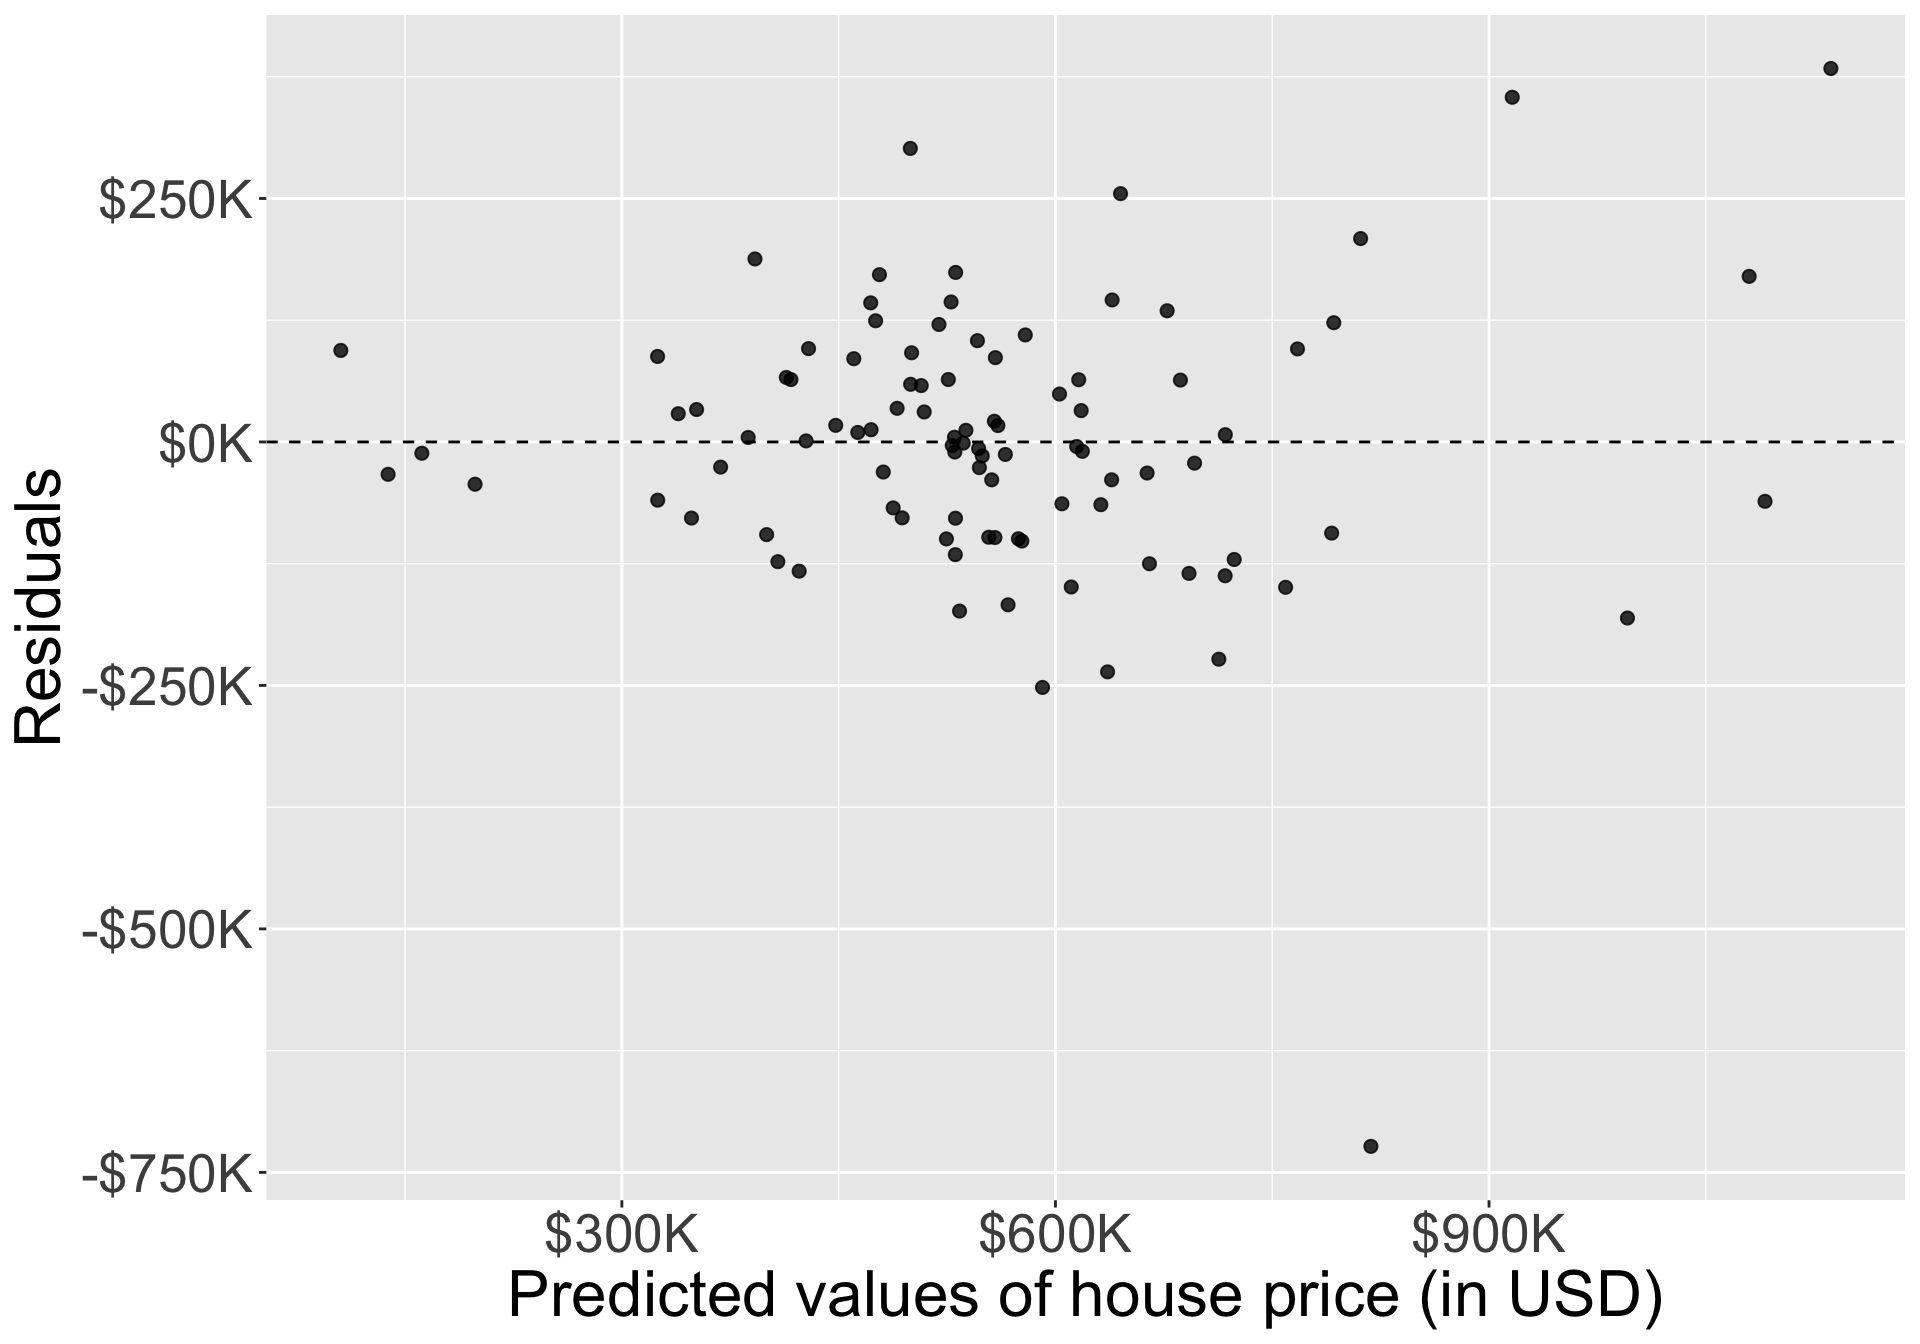 Residuals
$250K
$0K
-$250K
-$500K
-$750K
$300K
$600K
$900K
Predicted values of house price (in USD)